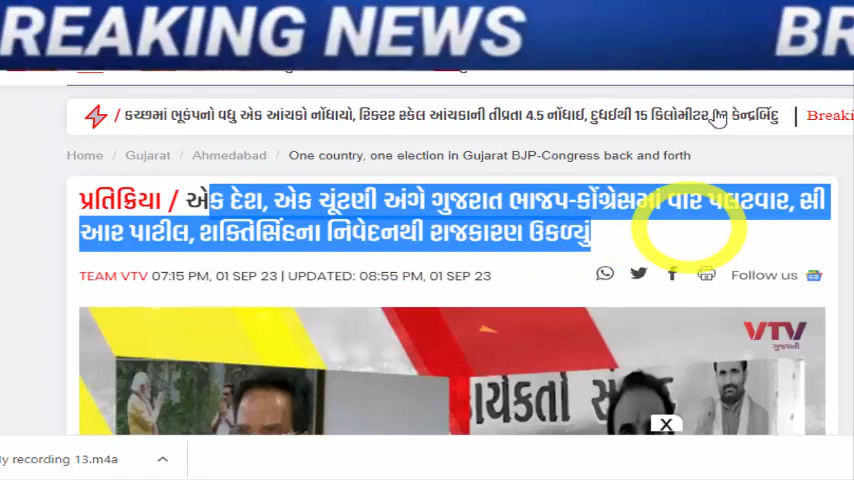 REAKING NEWS BR
/ કચ્છમાં ભૂકંપનો વધુ એક આંચકો નોંધાયો, રિક્ટર સ્કેલ આંચકાની તીવ્રતા 4.5 નોંધાઈ, દુધઈથી 15 કિલોમીટર કેન્દ્રબિંદુ | Breaki
Home / Gujarat / Ahmedabad / One country, one election in Gujarat BJP-Congress back and forth
પ્રતિક્રિયા / એક દેશ, એક ચૂંટણી અંગે ગુજરાત ભાજપ-કોંગ્રેસમાં વાર પલટવાર, સી
આર પાટીલ, શક્તિસિંહના નિવેદનથી રાજકારણ ઉકળ્યું
TEAM VTV 07:15 PM, 01 SEP 23 | UPDATED: 08:55 PM, 01 SEP 23
Follow us
VTV
ગુજરાતી
કાર્યકર્તા
X
y recording 13.m4a